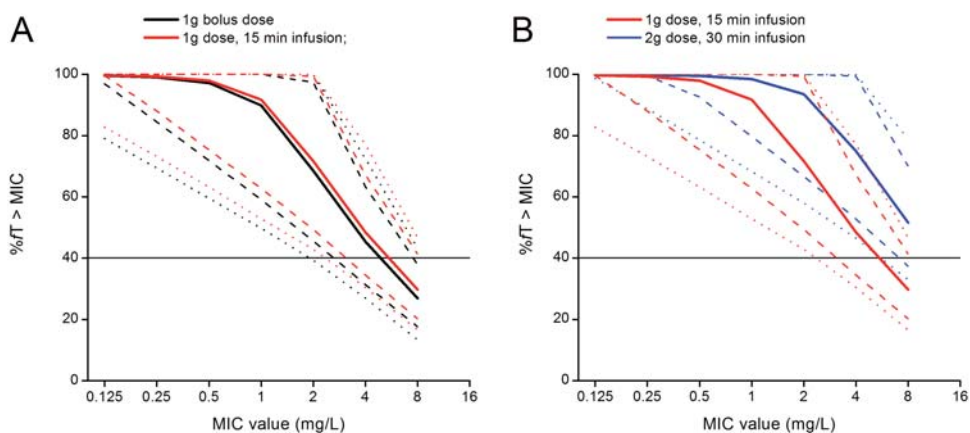 A
1g bolus dose
1g dose, 15 min infusion;
100
80
60
40
20
0
%fT > MIC
0.125 0.25 0.5 1 2 4 8 16
MIC value (mg/L)
B
1g dose, 15 min infusion
2g dose, 30 min infusion
100
80
60
40
20
0
%fT > MIC
0.125 0.25 0.5 1 2 4 8 16
MIC value (mg/L)